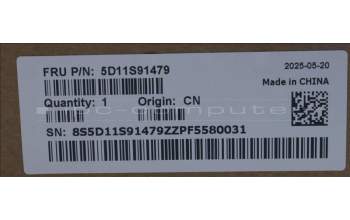 FRU P/N: 5D11S91479
2025-05-20
Made in CHINA
Quantity: 1 Origin: CN
SN: 8S5D11S91479ZZPF5580031